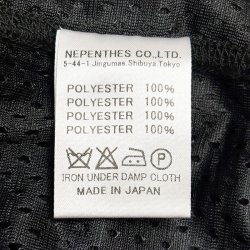 NEPENTHES CO.,LTD.
5-44-1,Jingumae,Shibuya,Tokyo
POLYESTER 100%
POLYESTER 100%
POLYESTER 100%
POLYESTER 100%
IRON UNDER DAMP CLOTH
MADE IN JAPAN